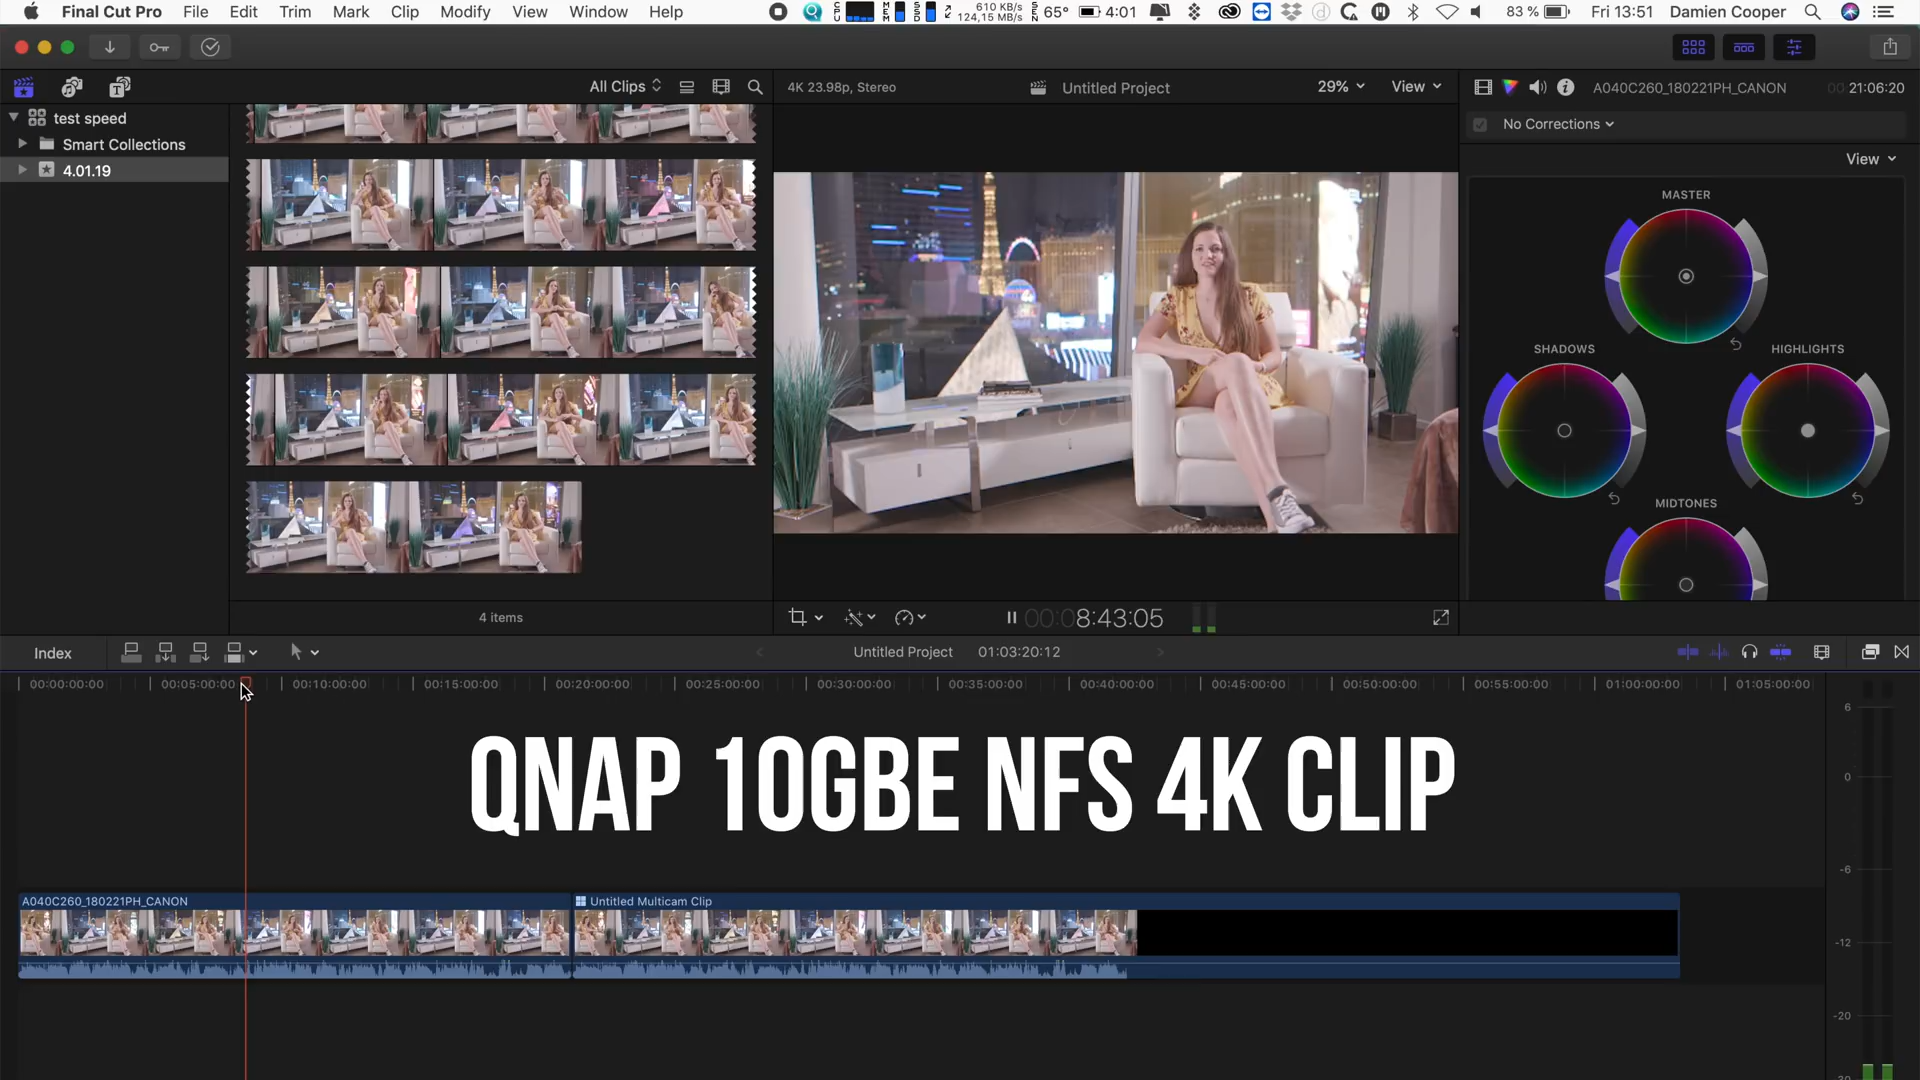 Final Cut Pro File Edit Trim Mark Clip Modify View Window Help 610 KB/s 124,15 MB/s 65° 4:01 83 % Fri 13:51 Damien Cooper
All Clips
4K 23.98p, Stereo Untitled Project 29% View
A040C260_180221PH_CANON 00:21:06:20
test speed
Smart Collections
4.01.19
No Corrections
View
MASTER
SHADOWS
HIGHLIGHTS
MIDTONES
4 items
00:08:43:05
Index
Untitled Project 01:03:20:12
00:00:00:00 00:05:00:00 00:10:00:00 00:15:00:00 00:20:00:00 00:25:00:00 00:30:00:00 00:35:00:00 00:40:00:00 00:45:00:00 00:50:00:00 00:55:00:00 01:00:00:00 01:05:00:00
6
0
-6
-12
-20
QNAP 10GBE NFS 4K CLIP
A040C260_180221PH_CANON
Untitled Multicam Clip